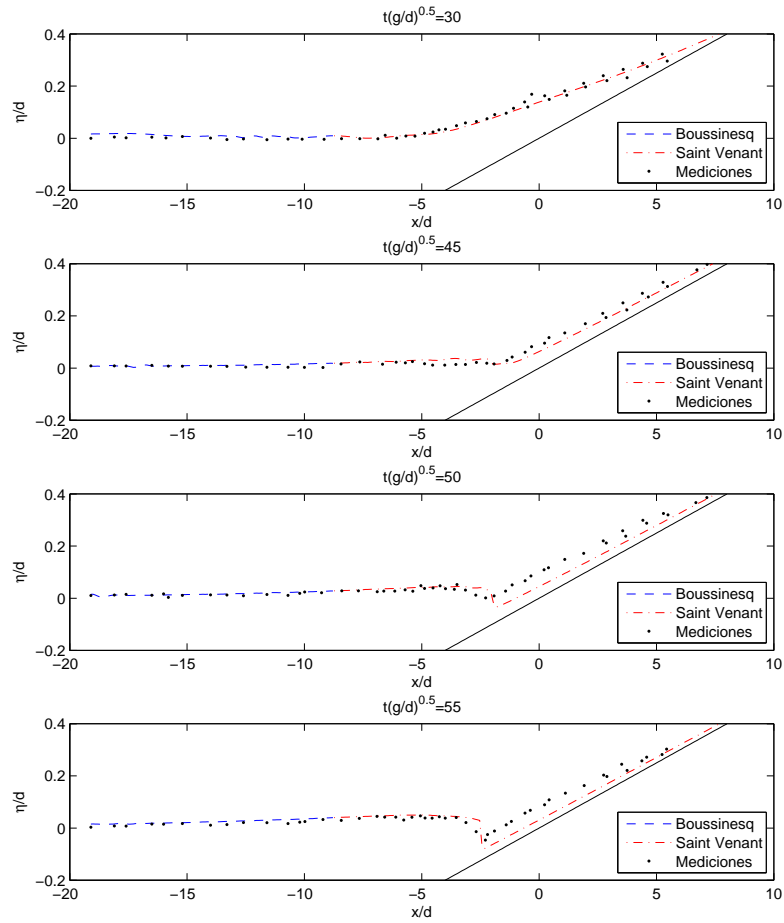 t(g/d)^0.5=30
0.4
0.2
0
−0.2
η/d
−20 −15 −10 −5 0 5 10
x/d
Boussinesq
Saint Venant
Mediciones
t(g/d)^0.5=45
0.4
0.2
0
−0.2
η/d
−20 −15 −10 −5 0 5 10
x/d
Boussinesq
Saint Venant
Mediciones
t(g/d)^0.5=50
0.4
0.2
0
−0.2
η/d
−20 −15 −10 −5 0 5 10
x/d
Boussinesq
Saint Venant
Mediciones
t(g/d)^0.5=55
0.4
0.2
0
−0.2
η/d
−20 −15 −10 −5 0 5 10
x/d
Boussinesq
Saint Venant
Mediciones